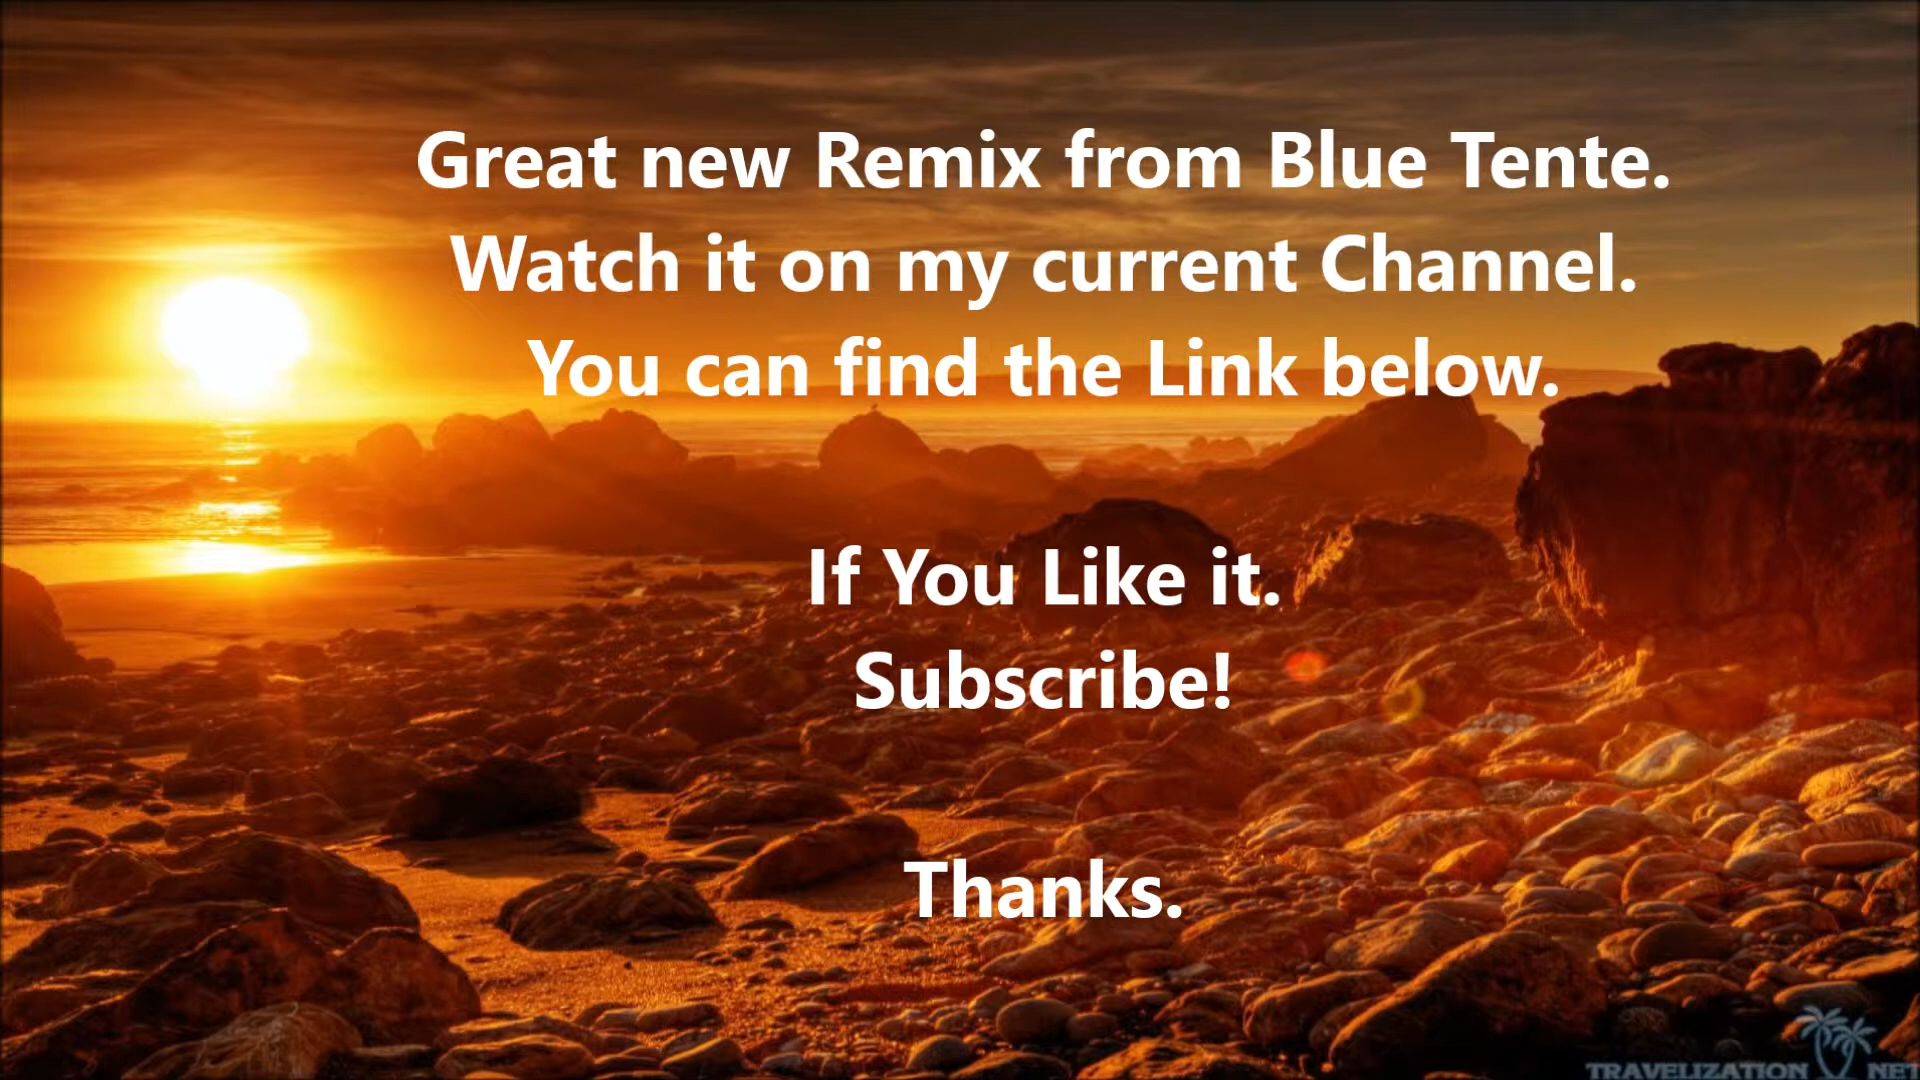 Great new Remix from Blue Tente.
Watch it on my current Channel.
You can find the Link below.
If You Like it.
Subscribe!
Thanks.
TRAVELIZATION NET